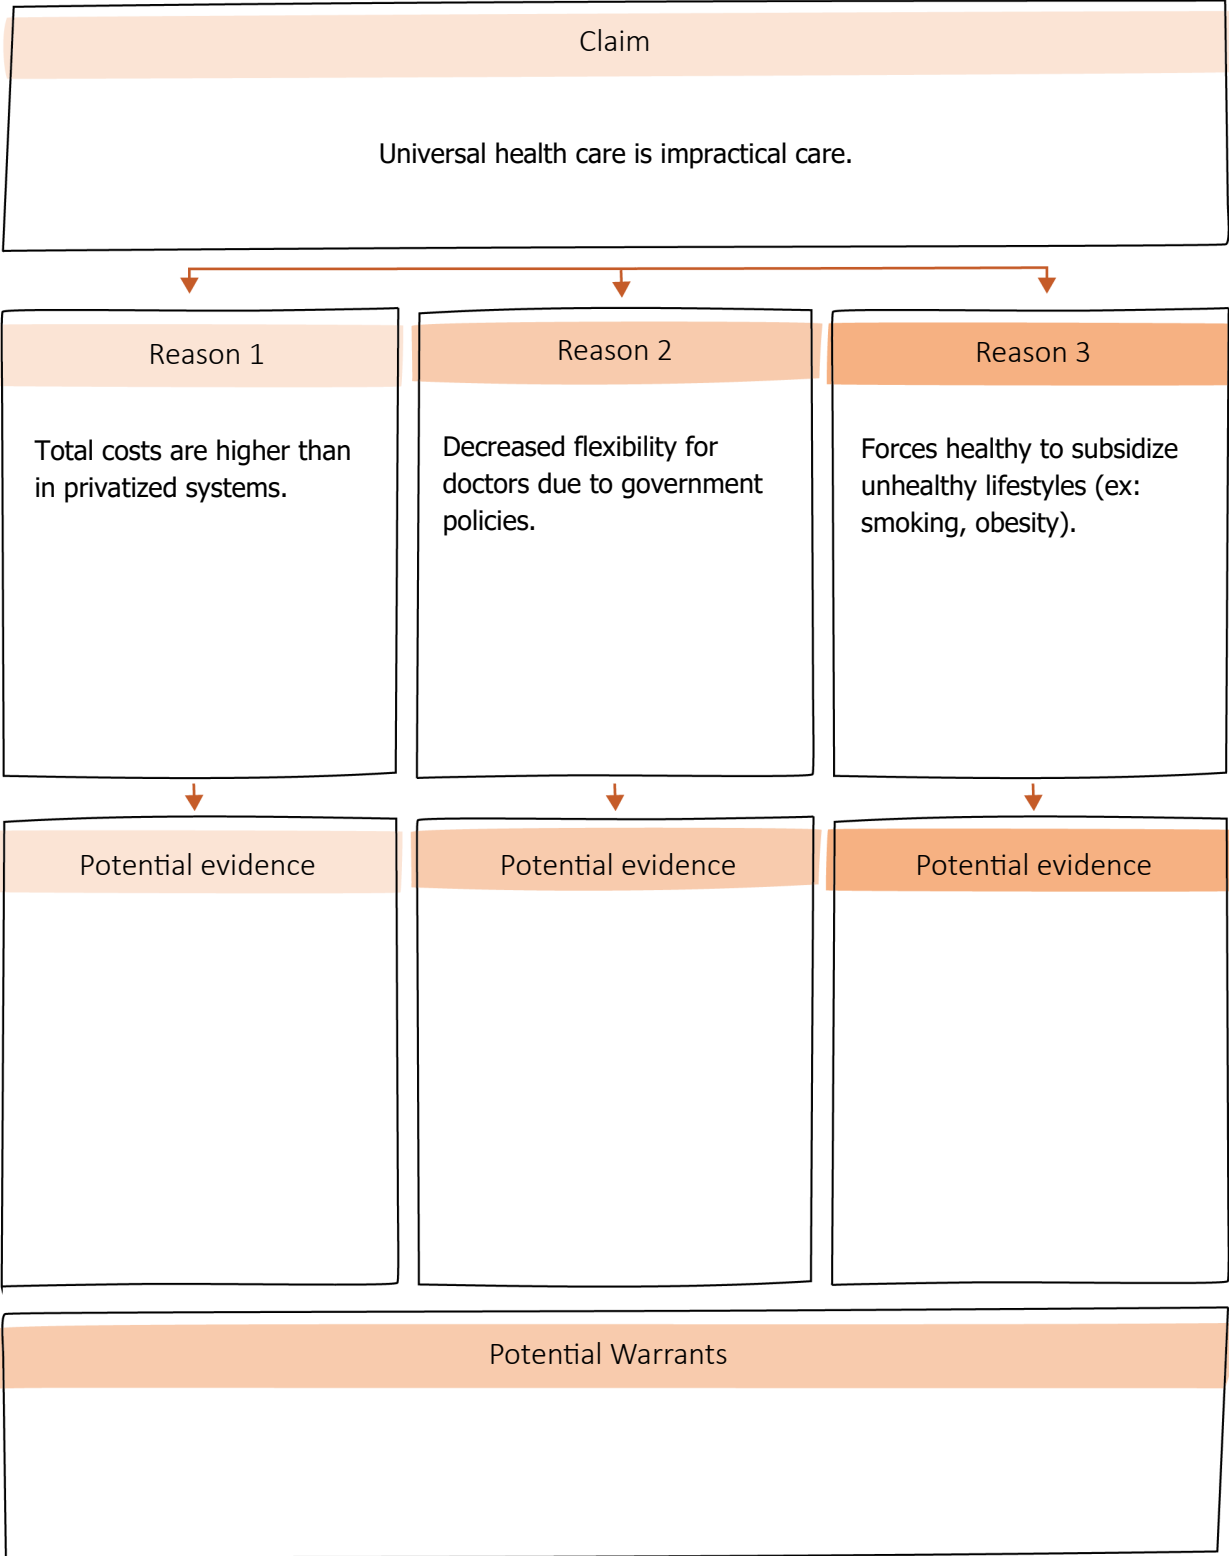 Claim
Universal health care is impractical care.
Reason 1
Total costs are higher than
in privatized systems.
Reason 2
Decreased flexibility for
doctors due to government
policies.
Reason 3
Forces healthy to subsidize
unhealthy lifestyles (ex:
smoking, obesity).
Potential evidence
Potential evidence
Potential evidence
Potential Warrants